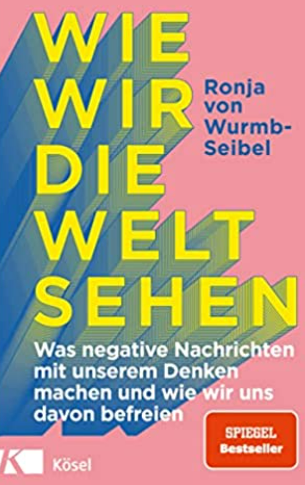 WIE
WIR
DIE
WELT
SEHEN
Ronja
von
Wurmb-
Seibel
Was negative Nachrichten
mit unserem Denken
machen und wie wir uns
davon befreien
K Kösel
SPIEGEL
Bestseller